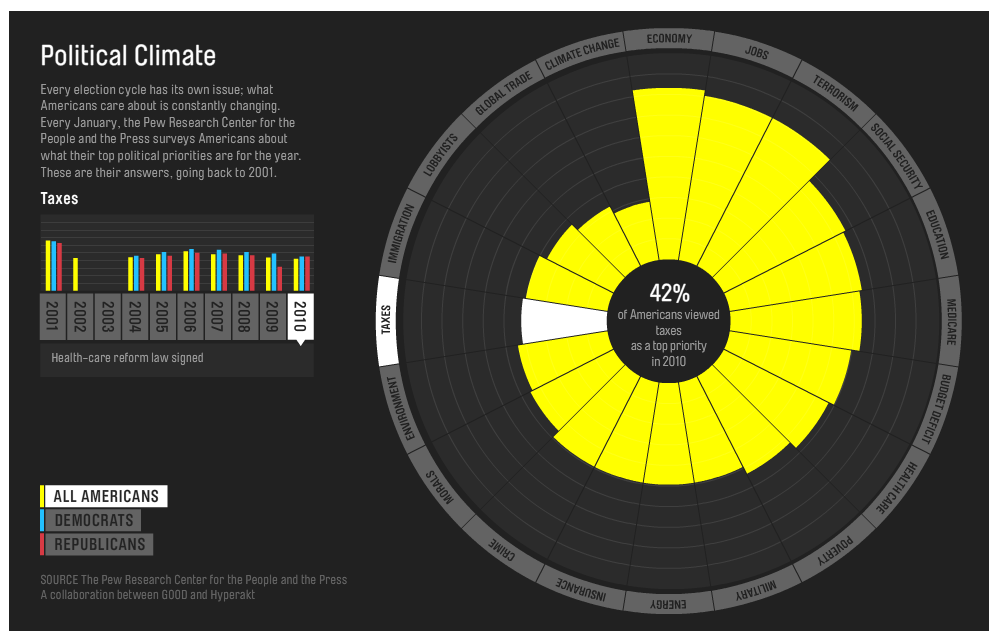 Political Climate
Every election cycle has its own issue; what
Americans care about is constantly changing.
Every January, the Pew Research Center for the
People and the Press surveys Americans about
what their top political priorities are for the year.
These are their answers, going back to 2001.
Taxes
2001
2002
2003
2004
2005
2006
2007
2008
2009
2010
Health-care reform law signed
ALL AMERICANS
DEMOCRATS
REPUBLICANS
SOURCE The Pew Research Center for the People and the Press
A collaboration between GOOD and Hyperakt
ECONOMY
JOBS
TERRORISM
SOCIAL SECURITY
EDUCATION
MEDICARE
BUDGET DEFICIT
HEALTH CARE
POVERTY
MILITARY
ENERGY
INSURANCE
CRIME
MORALS
ENVIRONMENT
TAXES
IMMIGRATION
LOBBYISTS
GLOBAL TRADE
CLIMATE CHANGE
42%
of Americans viewed
taxes
as a top priority
in 2010